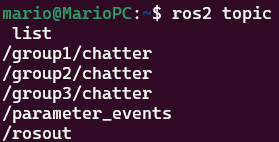 mario@MarioPC:~$ ros2 topic
 list
/group1/chatter
/group2/chatter
/group3/chatter
/parameter_events
/rosout